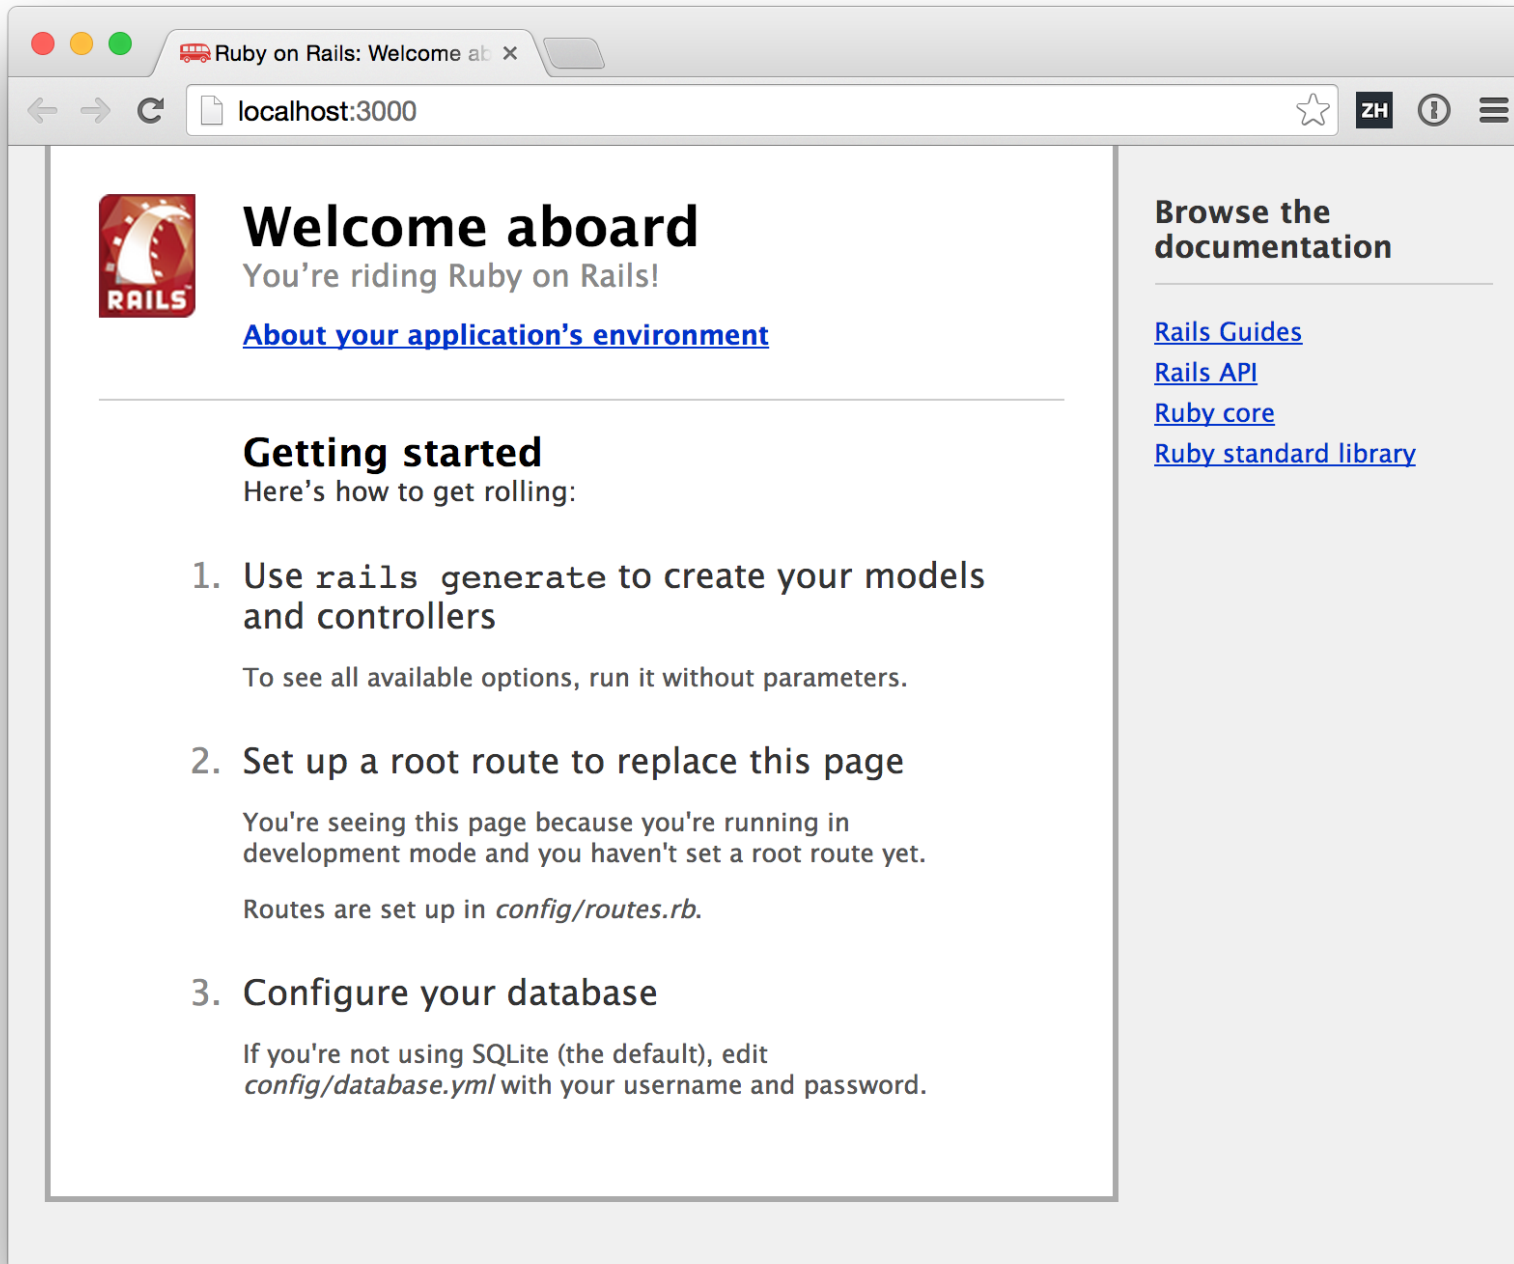 Ruby on Rails: Welcome ab
localhost:3000
ZH
RAILS™
Welcome aboard
You’re riding Ruby on Rails!
About your application’s environment
Getting started
Here’s how to get rolling:
1. Use rails generate to create your models
and controllers
To see all available options, run it without parameters.
2. Set up a root route to replace this page
You're seeing this page because you're running in
development mode and you haven't set a root route yet.
Routes are set up in config/routes.rb.
3. Configure your database
If you're not using SQLite (the default), edit
config/database.yml with your username and password.
Browse the
documentation
Rails Guides
Rails API
Ruby core
Ruby standard library